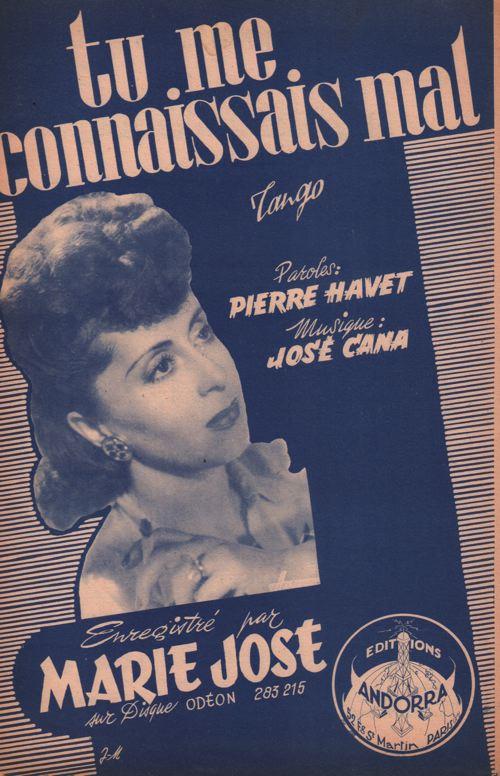 tu me
connaissais mal
Tango
Paroles:
PIERRE HAVET
Musique:
JOSÉ CANA
Enregistré par
MARIE JOSE
sur Disque ODÉON 283 215
J-M
EDITIONS
ANDORRA
St Martin PARIS